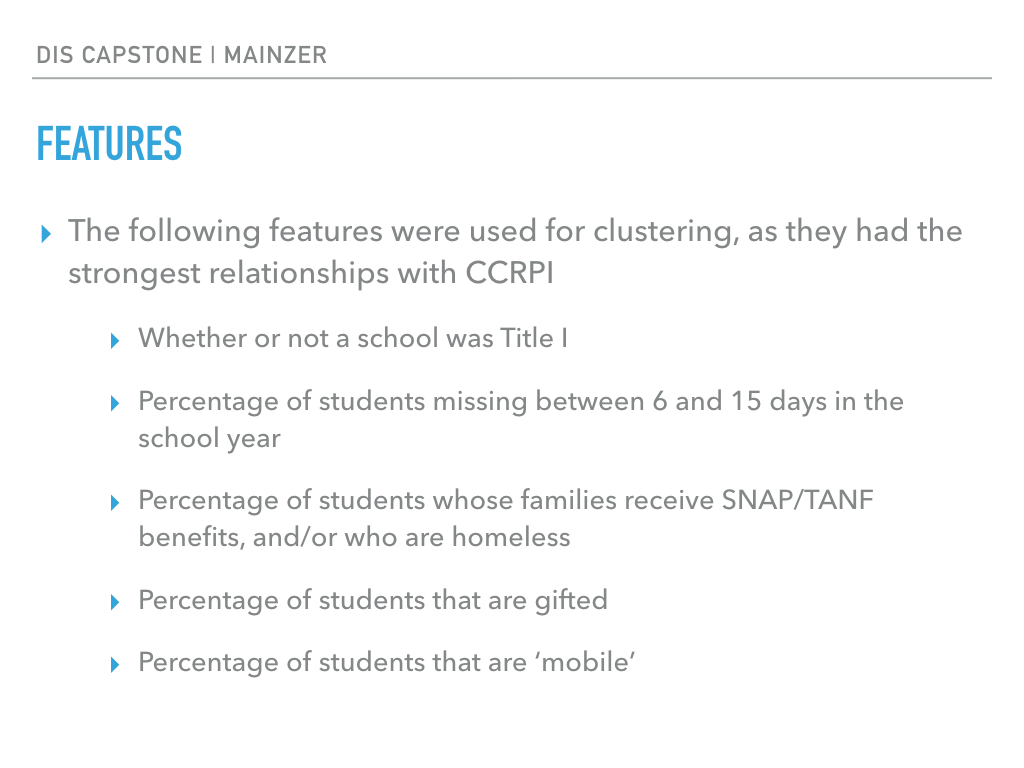 DIS CAPSTONE | MAINZER
FEATURES
The following features were used for clustering, as they had the
strongest relationships with CCRPI
Whether or not a school was Title I
Percentage of students missing between 6 and 15 days in the
school year
Percentage of students whose families receive SNAP/TANF
benefits, and/or who are homeless
Percentage of students that are gifted
Percentage of students that are ‘mobile’